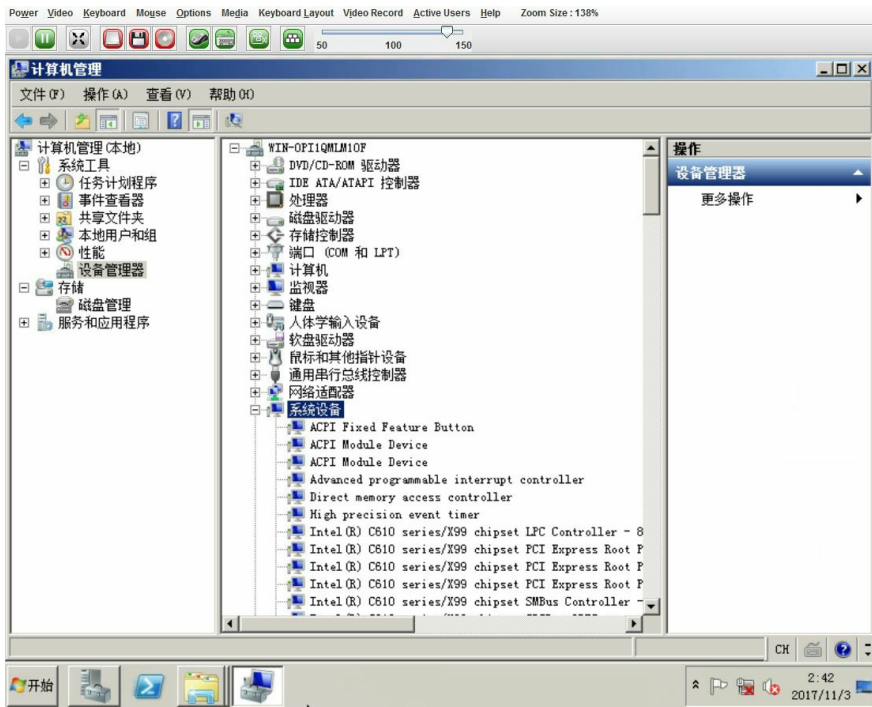 Power Video Keyboard Mouse Options Media Keyboard Layout Video Record Active Users Help Zoom Size : 138%
50 100 150
计算机管理
文件(F) 操作(A) 查看(V) 帮助(H)
计算机管理(本地)
系统工具
任务计划程序
事件查看器
共享文件夹
本地用户和组
性能
设备管理器
存储
磁盘管理
服务和应用程序
WIN-OPI1QMLM1OF
DVD/CD-ROM 驱动器
IDE ATA/ATAPI 控制器
处理器
磁盘驱动器
存储控制器
端口 (COM 和 LPT)
计算机
监视器
键盘
人体学输入设备
软盘驱动器
鼠标和其他指针设备
通用串行总线控制器
网络适配器
系统设备
ACPI Fixed Feature Button
ACPI Module Device
ACPI Module Device
Advanced programmable interrupt controller
Direct memory access controller
High precision event timer
Intel(R) C610 series/X99 chipset LPC Controller - 8
Intel(R) C610 series/X99 chipset PCI Express Root P
Intel(R) C610 series/X99 chipset PCI Express Root P
Intel(R) C610 series/X99 chipset PCI Express Root P
Intel(R) C610 series/X99 chipset SMBus Controller -
操作
设备管理器
更多操作
CH
开始
2:42
2017/11/3